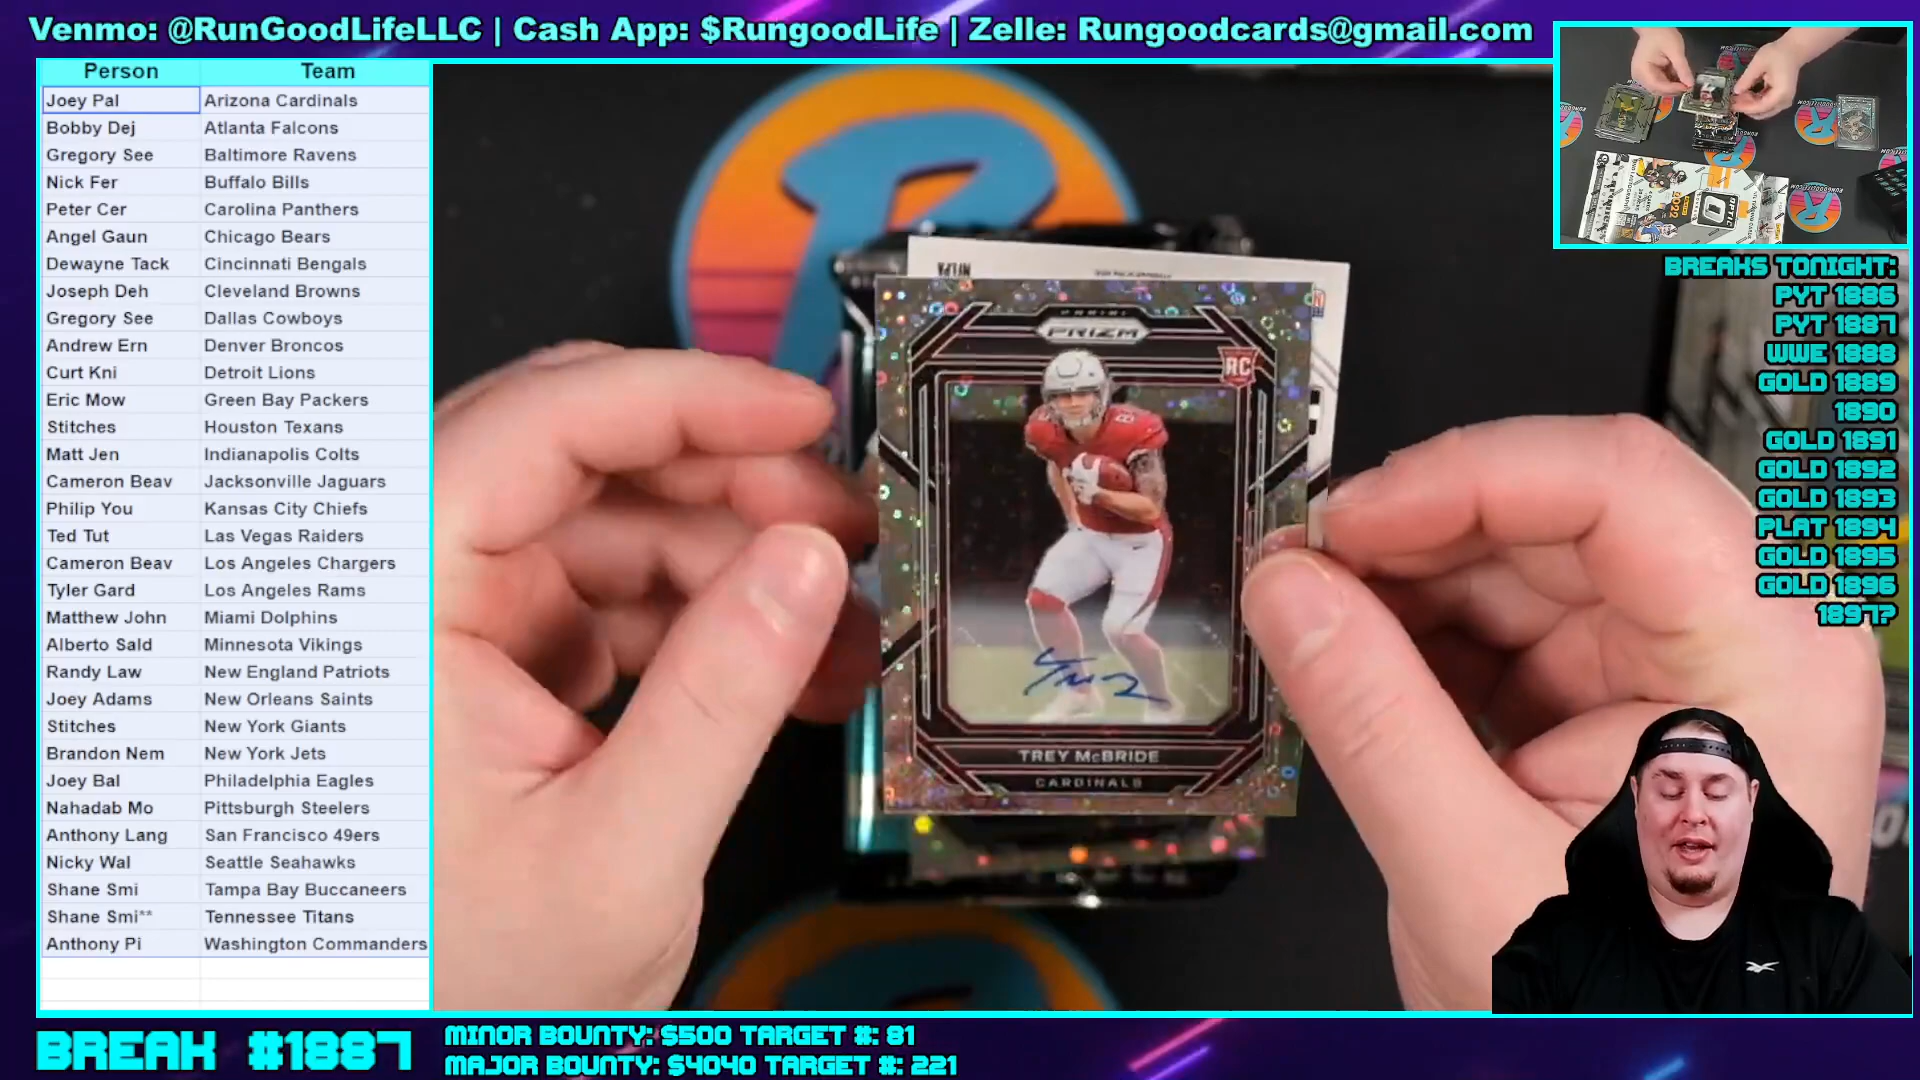 Venmo: @RunGoodLifeLLC | Cash App: $RungoodLife | Zelle: Rungoodcards@gmail.com
Person Team
Joey Pal Arizona Cardinals
Bobby Dej Atlanta Falcons
Gregory See Baltimore Ravens
Nick Fer Buffalo Bills
Peter Cer Carolina Panthers
Angel Gaun Chicago Bears
Dewayne Tack Cincinnati Bengals
Joseph Deh Cleveland Browns
Gregory See Dallas Cowboys
Andrew Ern Denver Broncos
Curt Kni Detroit Lions
Eric Mow Green Bay Packers
Stitches Houston Texans
Matt Jen Indianapolis Colts
Cameron Beav Jacksonville Jaguars
Philip You Kansas City Chiefs
Ted Tut Las Vegas Raiders
Cameron Beav Los Angeles Chargers
Tyler Gard Los Angeles Rams
Matthew John Miami Dolphins
Alberto Sald Minnesota Vikings
Randy Law New England Patriots
Joey Adams New Orleans Saints
Stitches New York Giants
Brandon Nem New York Jets
Joey Bal Philadelphia Eagles
Nahadab Mo Pittsburgh Steelers
Anthony Lang San Francisco 49ers
Nicky Wal Seattle Seahawks
Shane Smi Tampa Bay Buccaneers
Shane Smi** Tennessee Titans
Anthony Pi Washington Commanders
NFLPA
PANINI
PRIZM
RC
TREY McBRIDE
CARDINALS
OPTIC
2022
BREAKS TONIGHT:
PYT 1886
PYT 1887
WWE 1888
GOLD 1889
1890
GOLD 1891
GOLD 1892
GOLD 1893
PLAT 1894
GOLD 1895
GOLD 1896
1897?
BREAK #1887
MINOR BOUNTY: $500 TARGET #: 81
MAJOR BOUNTY: $4040 TARGET #: 221